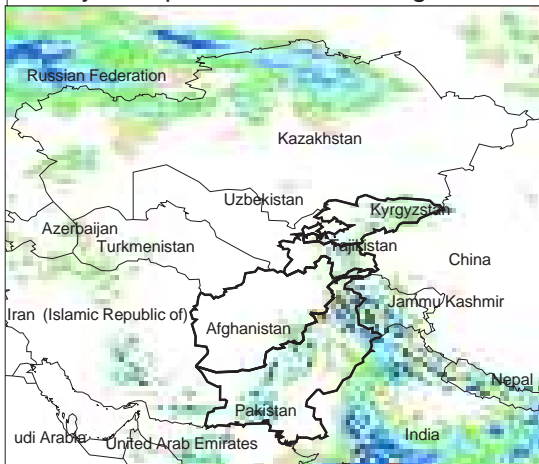 Russian Federation
Kazakhstan
Uzbekistan
Kyrgyzstan
Azerbaijan
Turkmenistan
Tajikistan
China
Iran (Islamic Republic of)
Jammu Kashmir
Afghanistan
Nepal
Pakistan
udi Arabia
United Arab Emirates
India